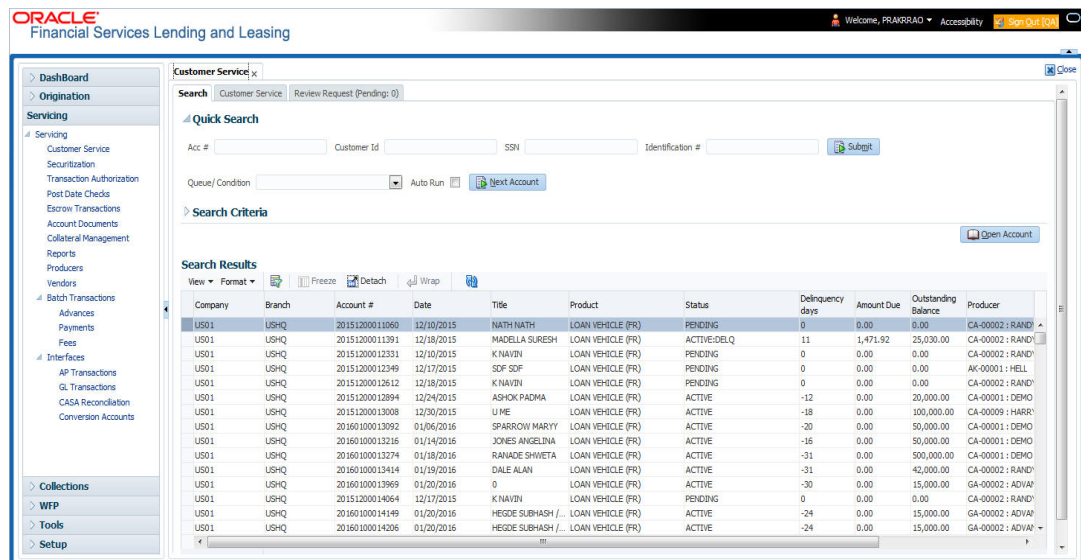 ORACLE
Financial Services Lending and Leasing
Welcome, PRAKRRAO Accessibility Sign Out [QA]
Close
DashBoard
Origination
Servicing
Servicing
Customer Service
Securitization
Transaction Authorization
Post Date Checks
Escrow Transactions
Account Documents
Collateral Management
Reports
Producers
Vendors
Batch Transactions
Advances
Payments
Fees
Interfaces
AP Transactions
GL Transactions
CASA Reconciliation
Conversion Accounts
Collections
WFP
Tools
Setup
Customer Service x
Search Customer Service Review Request (Pending: 0)
Quick Search
Acc # Customer Id SSN Identification # Submit
Queue/ Condition Auto Run Next Account
Search Criteria
Open Account
Search Results
View Format Freeze Detach Wrap
Company Branch Account # Date Title Product Status Delinquency days Amount Due Outstanding Balance Producer
US01 USHQ 20151200011060 12/10/2015 NATH NATH LOAN VEHICLE (FR) PENDING 0 0.00 0.00 CA-00002 : RANDY
US01 USHQ 20151200011391 12/18/2015 MADELLA SURESH LOAN VEHICLE (FR) ACTIVE:DELQ 11 1,471.92 25,030.00 CA-00002 : RANDY
US01 USHQ 20151200012331 12/10/2015 K NAVIN LOAN VEHICLE (FR) PENDING 0 0.00 0.00 CA-00002 : RANDY
US01 USHQ 20151200012349 12/17/2015 SDF SDF LOAN VEHICLE (FR) PENDING 0 0.00 0.00 AK-00001 : HELL
US01 USHQ 20151200012612 12/18/2015 K NAVIN LOAN VEHICLE (FR) PENDING 0 0.00 0.00 CA-00002 : RANDY
US01 USHQ 20151200012894 12/24/2015 ASHOK PADMA LOAN VEHICLE (FR) ACTIVE -12 0.00 20,000.00 CA-00001 : DEMO
US01 USHQ 20151200013008 12/30/2015 U ME LOAN VEHICLE (FR) ACTIVE -18 0.00 100,000.00 CA-00009 : HARRY
US01 USHQ 20160100013092 01/06/2016 SPARROW MARYY LOAN VEHICLE (FR) ACTIVE -20 0.00 50,000.00 CA-00001 : DEMO
US01 USHQ 20160100013216 01/14/2016 JONES ANGELINA LOAN VEHICLE (FR) ACTIVE -16 0.00 50,000.00 CA-00001 : DEMO
US01 USHQ 20160100013274 01/18/2016 RANADE SHWETA LOAN VEHICLE (FR) ACTIVE -31 0.00 500,000.00 CA-00001 : DEMO
US01 USHQ 20160100013414 01/19/2016 DALE ALAN LOAN VEHICLE (FR) ACTIVE -31 0.00 42,000.00 CA-00002 : RANDY
US01 USHQ 20160100013969 01/20/2016 0 LOAN VEHICLE (FR) ACTIVE -30 0.00 15,000.00 GA-00002 : ADVAN
US01 USHQ 20151200014064 12/17/2015 K NAVIN LOAN VEHICLE (FR) PENDING 0 0.00 0.00 CA-00002 : RANDY
US01 USHQ 20160100014149 01/20/2016 HEGDE SUBHASH /... LOAN VEHICLE (FR) ACTIVE -24 0.00 15,000.00 GA-00002 : ADVAN
US01 USHQ 20160100014206 01/20/2016 HEGDE SUBHASH /... LOAN VEHICLE (FR) ACTIVE -24 0.00 15,000.00 GA-00002 : ADVAN